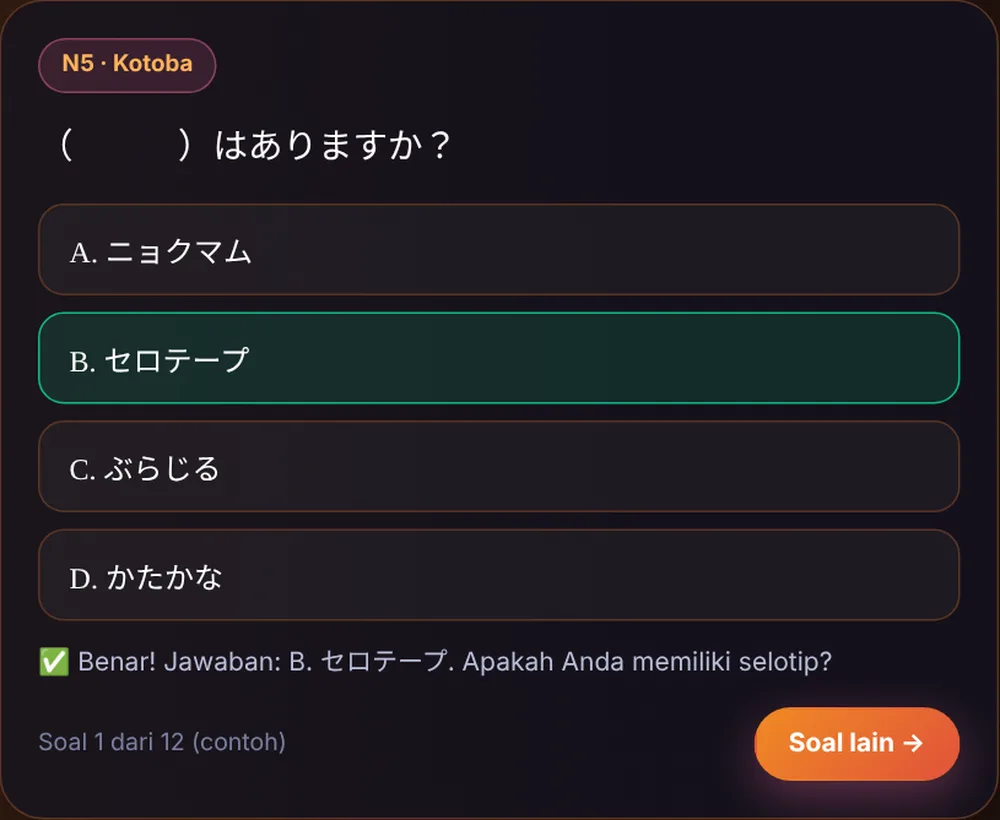 N5 · Kotoba
（　　　）はありますか？
A. ニョクマム
B. セロテープ
C. ぶらじる
D. かたかな
✅ Benar! Jawaban: B. セロテープ. Apakah Anda memiliki selotip?
Soal 1 dari 12 (contoh)
Soal lain →